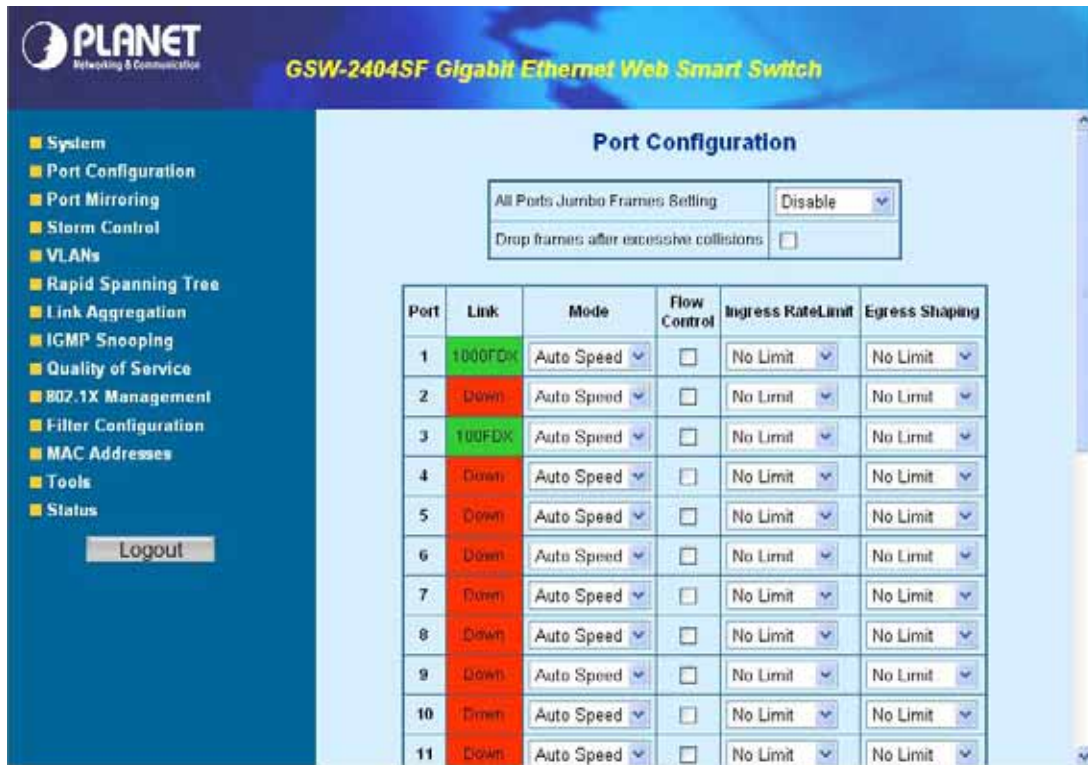 PLANET
Networking & Communication
GSW-2404SF Gigabit Ethernet Web Smart Switch
System
Port Configuration
Port Mirroring
Storm Control
VLANs
Rapid Spanning Tree
Link Aggregation
IGMP Snooping
Quality of Service
802.1X Management
Filter Configuration
MAC Addresses
Tools
Status
Logout
Port Configuration
All Ports Jumbo Frames Setting Disable
Drop frames after excessive collisions
Port Link Mode Flow Control Ingress RateLimit Egress Shaping
1 1000FDX Auto Speed No Limit No Limit
2 Down Auto Speed No Limit No Limit
3 100FDX Auto Speed No Limit No Limit
4 Down Auto Speed No Limit No Limit
5 Down Auto Speed No Limit No Limit
6 Down Auto Speed No Limit No Limit
7 Down Auto Speed No Limit No Limit
8 Down Auto Speed No Limit No Limit
9 Down Auto Speed No Limit No Limit
10 Down Auto Speed No Limit No Limit
11 Down Auto Speed No Limit No Limit